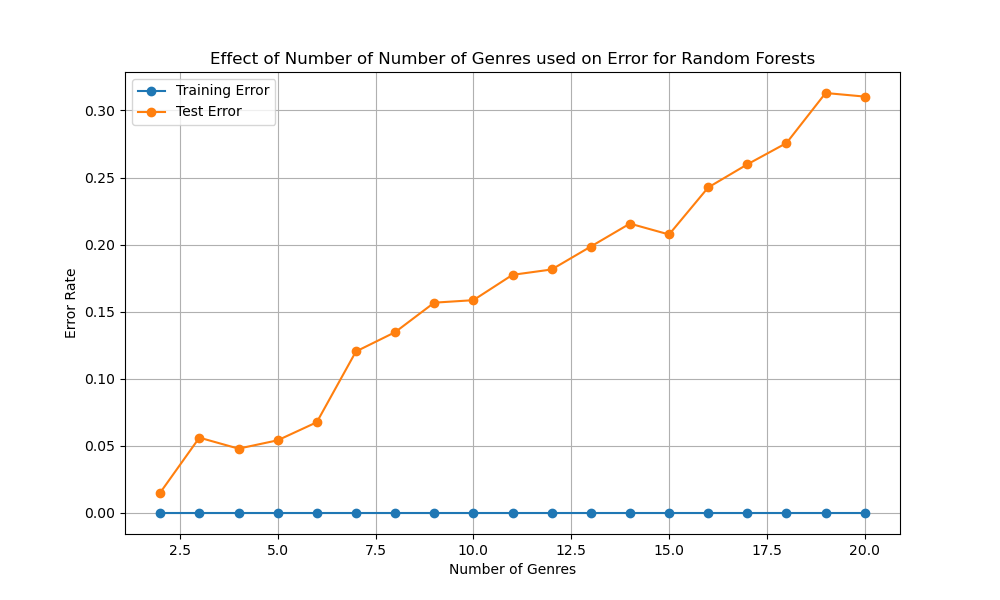 Effect of Number of Number of Genres used on Error for Random Forests
Training Error
Test Error
0.30
0.25
0.20
0.15
0.10
0.05
0.00
Error Rate
2.5 5.0 7.5 10.0 12.5 15.0 17.5 20.0
Number of Genres